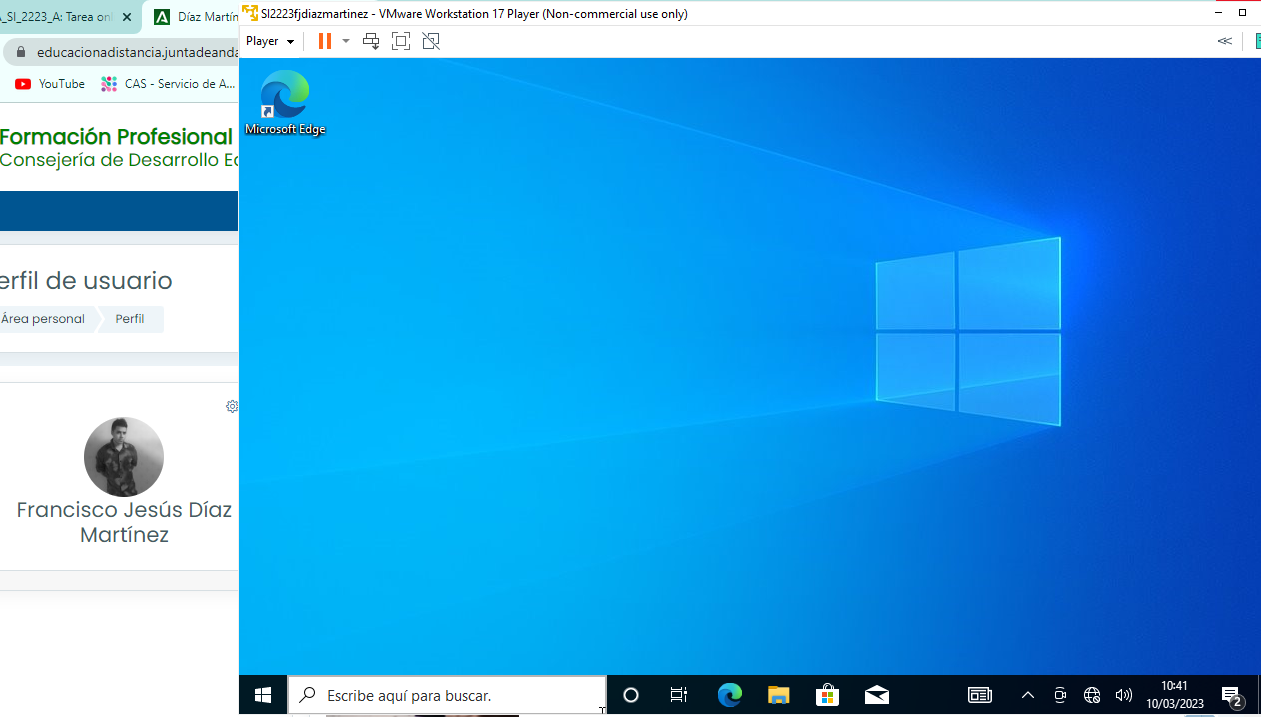 _SI_2223_A: Tarea onl
Díaz Martín
SI2223fjdiazmartinez - VMware Workstation 17 Player (Non-commercial use only)
educacionadistancia.juntadeanda
Player
YouTube
CAS - Servicio de A...
Microsoft Edge
Formación Profesional
Consejería de Desarrollo Ec
erfil de usuario
Área personal
Perfil
Francisco Jesús Díaz
Martínez
Escribe aquí para buscar.
10:41
10/03/2023
2